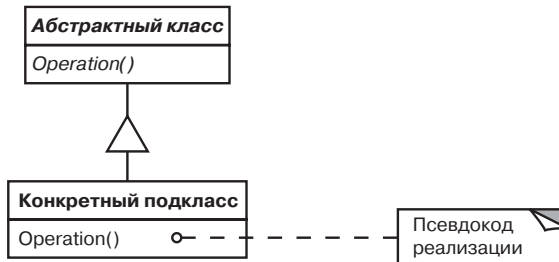 Абстрактный класс
Operation()
Конкретный подкласс
Operation()
Псевдокод
реализации